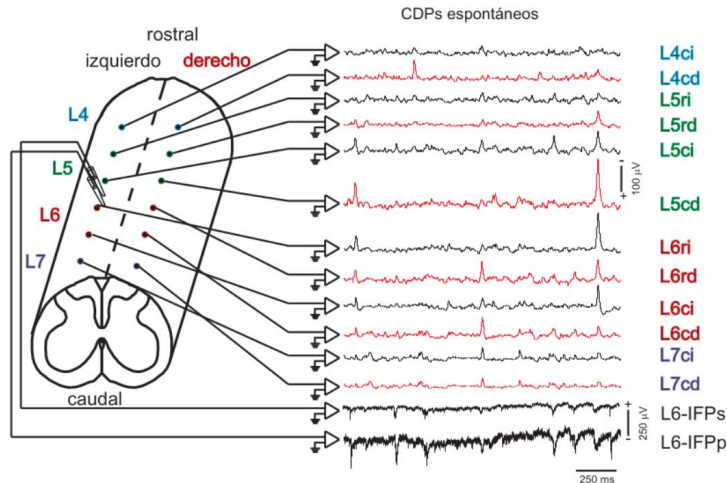 CDPs espontáneos
rostral
izquierdo
derecho
L4
L5
L6
L7
caudal
L4ci
L4cd
L5ri
L5rd
L5ci
L5cd
L6ri
L6rd
L6ci
L6cd
L7ci
L7cd
L6-IFPs
L6-IFPp
+
100 μV
-
+
250 μV
-
250 ms